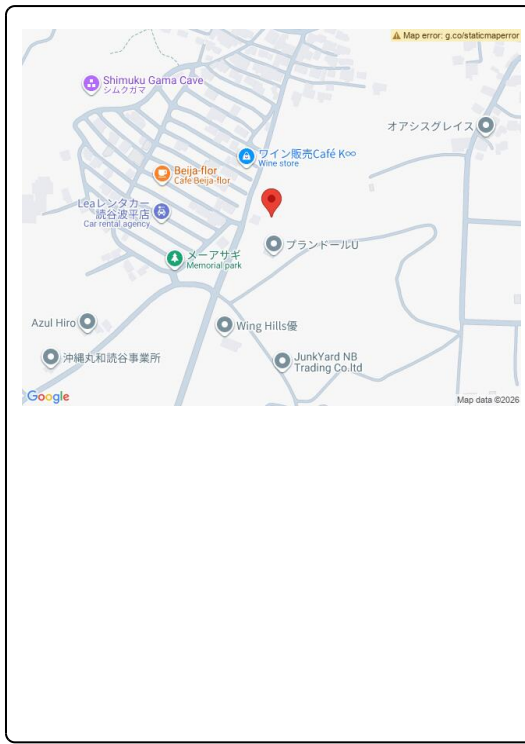 Map error: g.co/staticmaperror
Shimuku Gama Cave
シムクガマ
オアシスグレイス
ワイン販売Café K∞
Wine store
Beija-flor
Cafe Beija-flor
Leaレンタカー
読谷波平店
Car rental agency
プランドールU
メーアサギ
Memorial park
Azul Hiro
Wing Hills優
沖縄丸和読谷事業所
JunkYard NB
Trading Co.ltd
Google
Map data ©2026